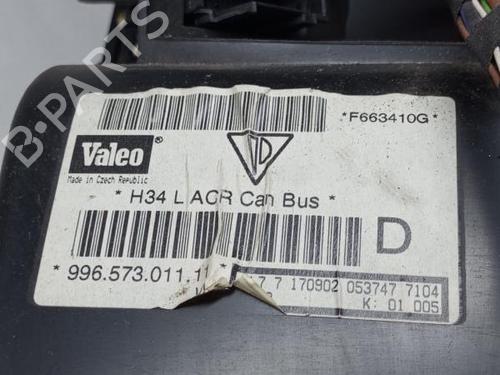 *F663410G*
Valeo
Made in Czech Republic
* H34 L ACR Can Bus *
D
* 996.573.011.11
7 7 170902 053747 7104
K: 01 005
B-Parts